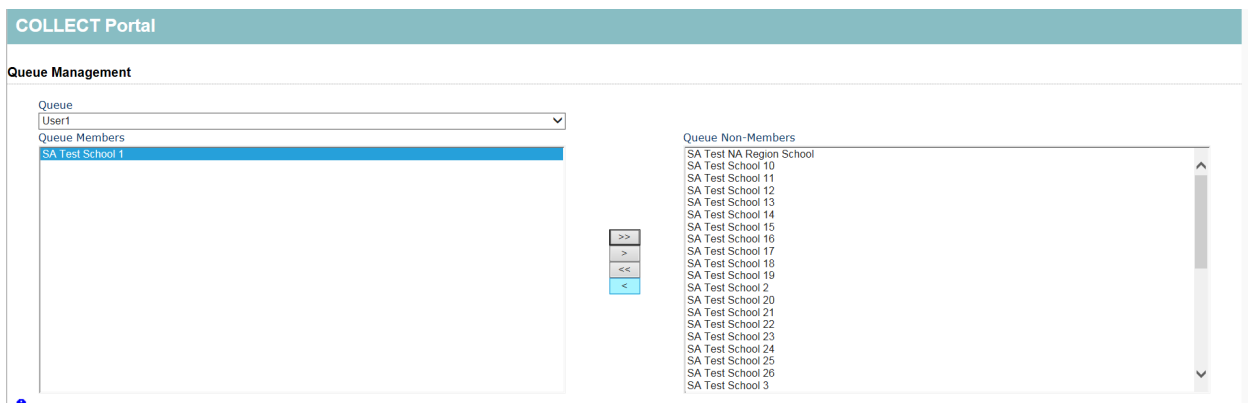 COLLECT Portal
Queue Management
Queue
User1
Queue Members
SA Test School 1
>>
>
<<
<
Queue Non-Members
SA Test NA Region School
SA Test School 10
SA Test School 11
SA Test School 12
SA Test School 13
SA Test School 14
SA Test School 15
SA Test School 16
SA Test School 17
SA Test School 18
SA Test School 19
SA Test School 2
SA Test School 20
SA Test School 21
SA Test School 22
SA Test School 23
SA Test School 24
SA Test School 25
SA Test School 26
SA Test School 3